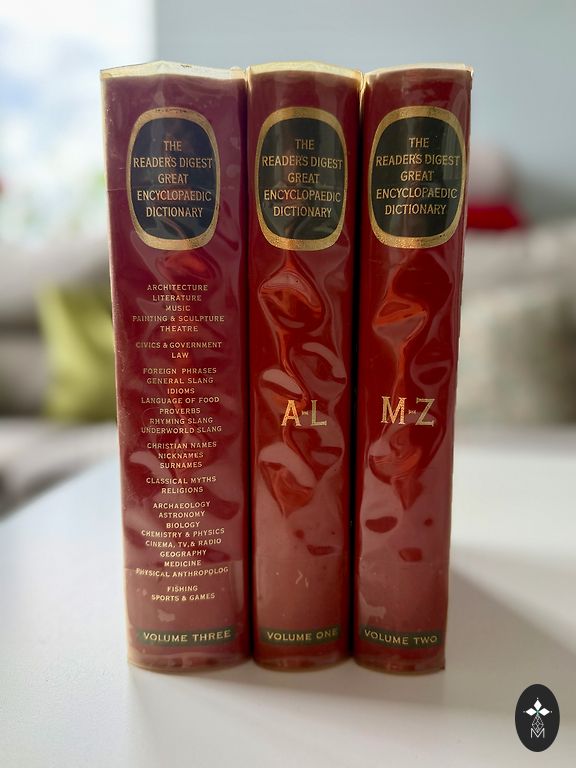 THE
READER'S DIGEST
GREAT
ENCYCLOPAEDIC
DICTIONARY
ARCHITECTURE
LITERATURE
MUSIC
PAINTING & SCULPTURE
THEATRE
CIVICS & GOVERNMENT
LAW
FOREIGN PHRASES
GENERAL SLANG
IDIOMS
LANGUAGE OF FOOD
PROVERBS
RHYMING SLANG
UNDERWORLD SLANG
CHRISTIAN NAMES
NICKNAMES
SURNAMES
CLASSICAL MYTHS
RELIGIONS
ARCHAEOLOGY
ASTRONOMY
BIOLOGY
CHEMISTRY & PHYSICS
CINEMA, TV, & RADIO
GEOGRAPHY
MEDICINE
PHYSICAL ANTHROPOLOG
FISHING
SPORTS & GAMES
VOLUME THREE
THE
READER'S DIGEST
GREAT
ENCYCLOPAEDIC
DICTIONARY
A-L
VOLUME ONE
THE
READER'S DIGEST
GREAT
ENCYCLOPAEDIC
DICTIONARY
M-Z
VOLUME TWO
M